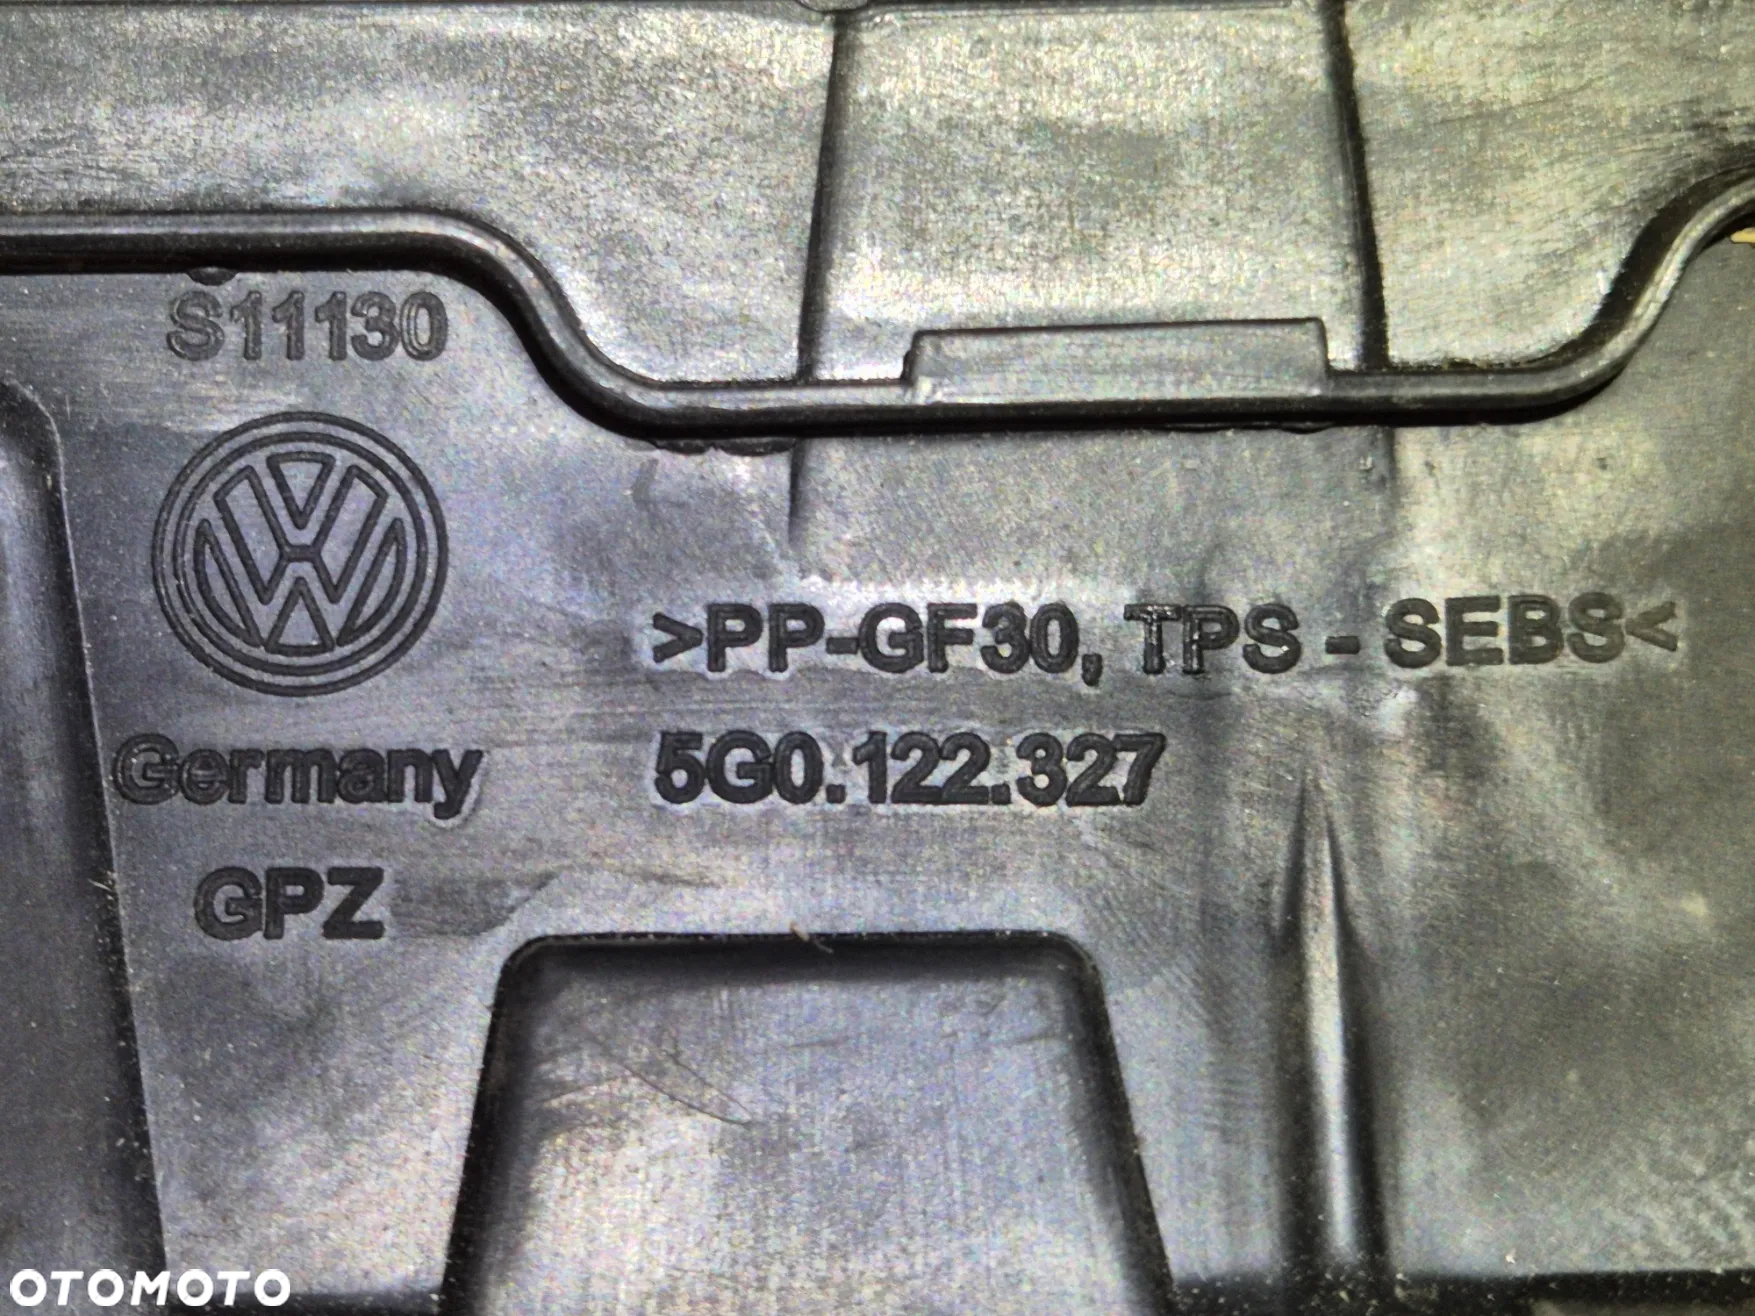 S11130
>PP-GF30, TPS - SEBS<
Germany
5G0.122.327
GPZ
OTOMOTO